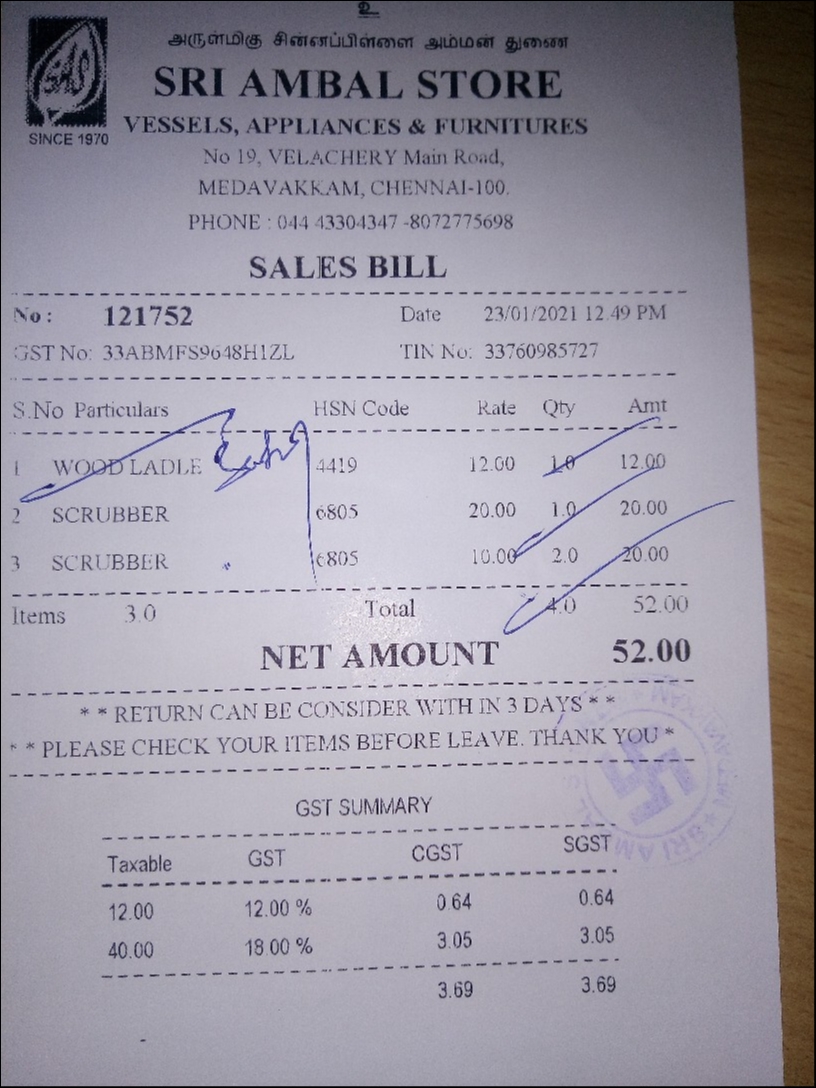 உ
அருள்மிகு சின்னப்பிள்ளை அம்மன் துணை
SRI AMBAL STORE
SINCE 1970
VESSELS, APPLIANCES & FURNITURES
No 19, VELACHERY Main Road,
MEDAVAKKAM, CHENNAI-100.
PHONE : 044 43304347 -8072775698
SALES BILL
No : 121752 Date 23/01/2021 12.49 PM
GST No: 33ABMFS9648H1ZL TIN No: 33760985727
S.No Particulars HSN Code Rate Qty Amt
1 WOOD LADLE 4419 12.00 1.0 12.00
2 SCRUBBER 6805 20.00 1.0 20.00
3 SCRUBBER 6805 10.00 2.0 20.00
Items 3.0 Total 4.0 52.00
NET AMOUNT 52.00
* * RETURN CAN BE CONSIDER WITH IN 3 DAYS * *
* * PLEASE CHECK YOUR ITEMS BEFORE LEAVE. THANK YOU *
GST SUMMARY
Taxable GST CGST SGST
12.00 12.00 % 0.64 0.64
40.00 18.00 % 3.05 3.05
3.69 3.69